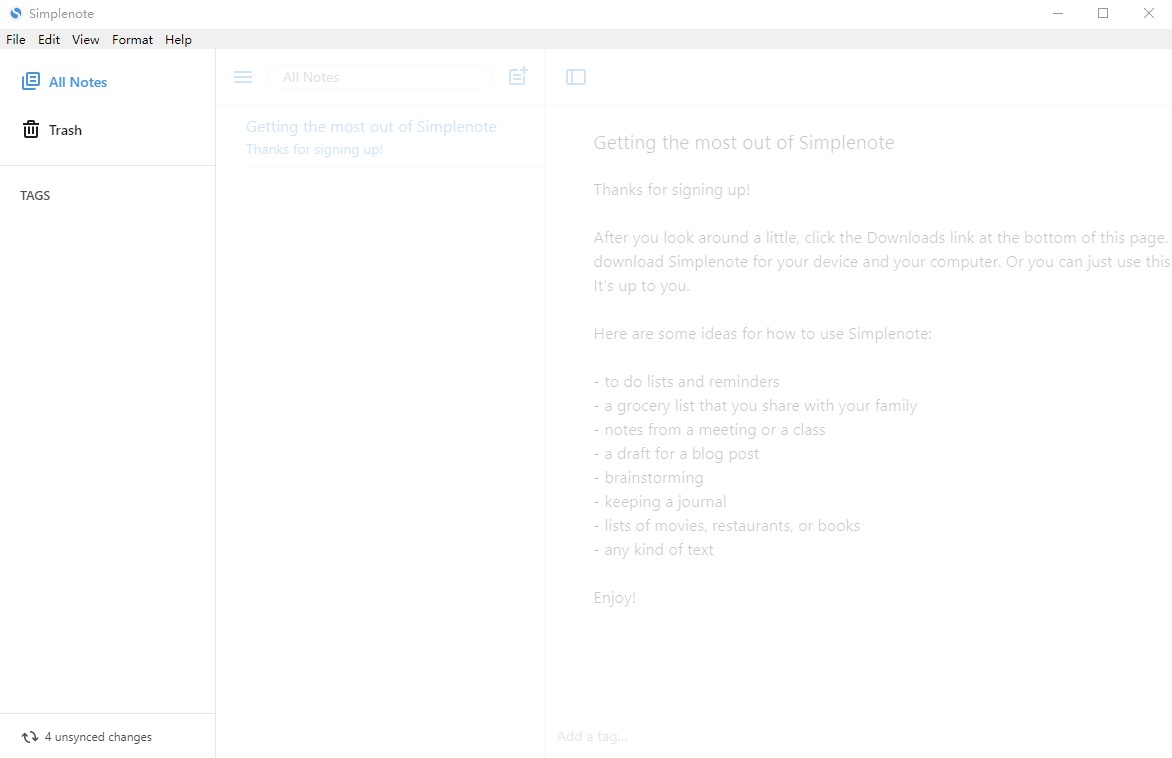 Simplenote
File Edit View Format Help
All Notes
Trash
TAGS
4 unsynced changes
All Notes
Getting the most out of Simplenote
Thanks for signing up!
Getting the most out of Simplenote
Thanks for signing up!
After you look around a little, click the Downloads link at the bottom of this page.
download Simplenote for your device and your computer. Or you can just use this
It's up to you.
Here are some ideas for how to use Simplenote:
- to do lists and reminders
- a grocery list that you share with your family
- notes from a meeting or a class
- a draft for a blog post
- brainstorming
- keeping a journal
- lists of movies, restaurants, or books
- any kind of text
Enjoy!
Add a tag...